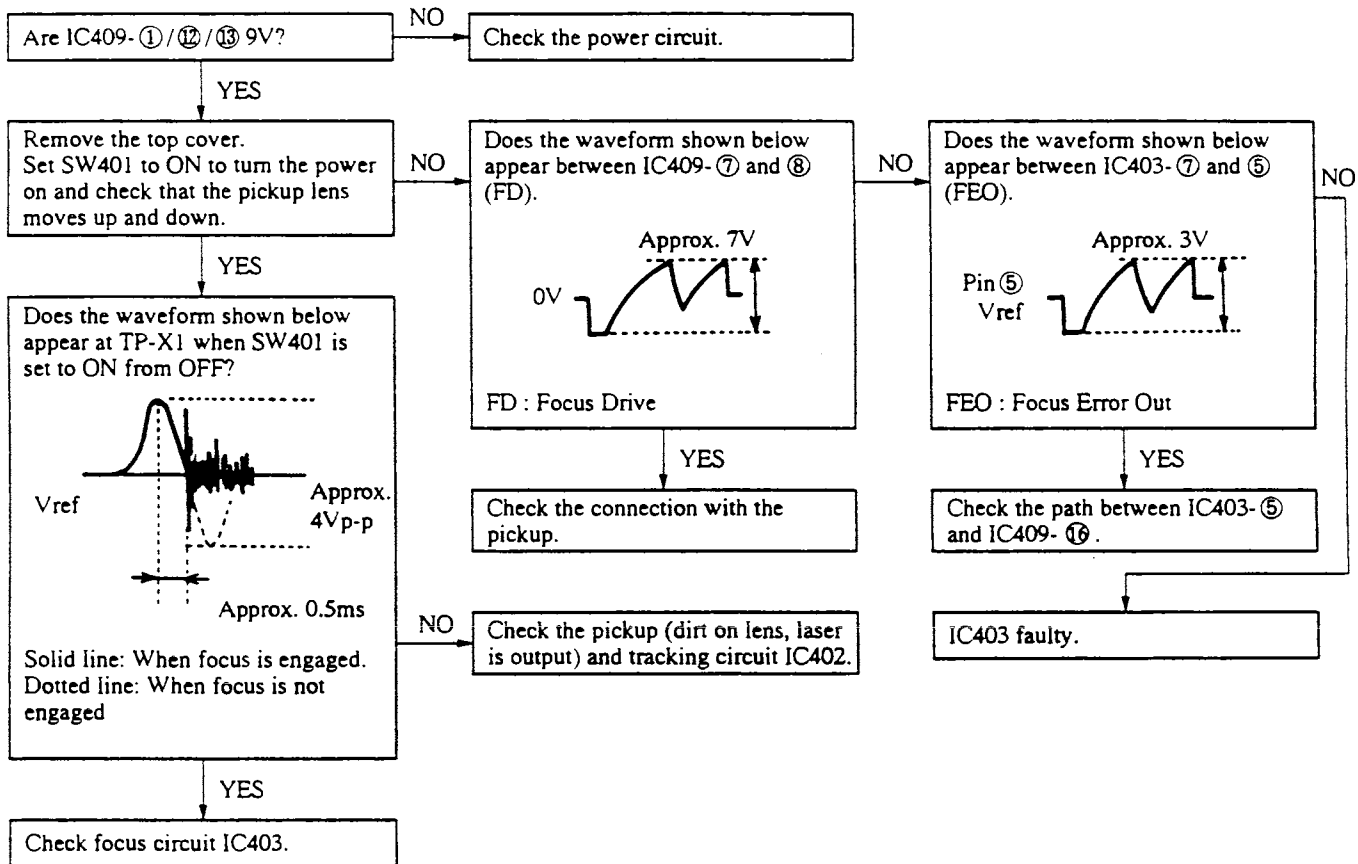 Are IC409-①/⑫/⑬ 9V?
NO
Check the power circuit.
YES
Remove the top cover.
Set SW401 to ON to turn the power
on and check that the pickup lens
moves up and down.
NO
Does the waveform shown below
appear between IC409-⑦ and ⑧
(FD).
Approx. 7V
0V
FD : Focus Drive
NO
Does the waveform shown below
appear between IC403-⑦ and ⑤
(FEO).
Approx. 3V
Pin ⑤
Vref
FEO : Focus Error Out
NO
YES
Does the waveform shown below
appear at TP-X1 when SW401 is
set to ON from OFF?
Vref
Approx.
4Vp-p
Approx. 0.5ms
Solid line: When focus is engaged.
Dotted line: When focus is not
engaged
YES
Check the connection with the
pickup.
YES
Check the path between IC403-⑤
and IC409-⑯.
NO
Check the pickup (dirt on lens, laser
is output) and tracking circuit IC402.
IC403 faulty.
YES
Check focus circuit IC403.